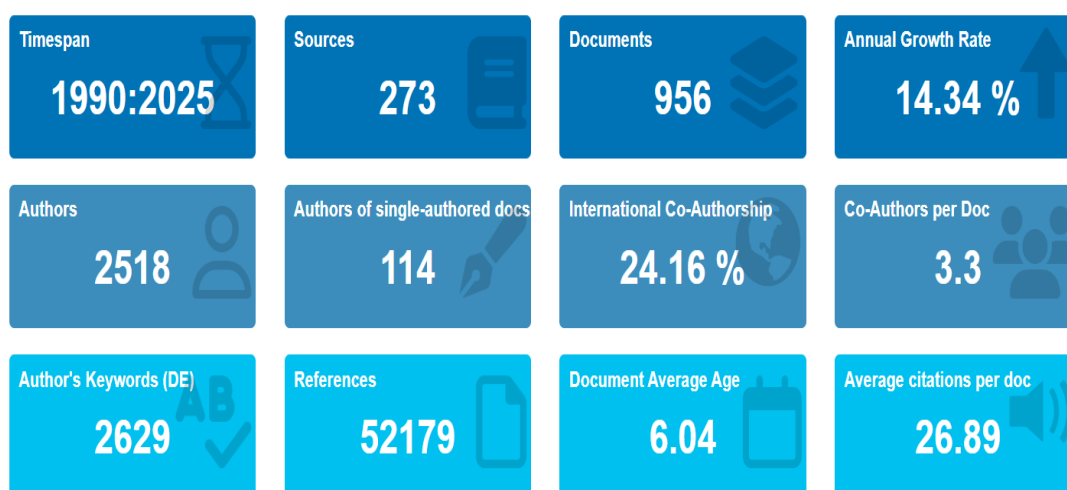 Timespan
1990:2025
Sources
273
Documents
956
Annual Growth Rate
14.34 %
Authors
2518
Authors of single-authored docs
114
International Co-Authorship
24.16 %
Co-Authors per Doc
3.3
Author's Keywords (DE)
AB
2629
References
52179
Document Average Age
6.04
Average citations per doc
26.89